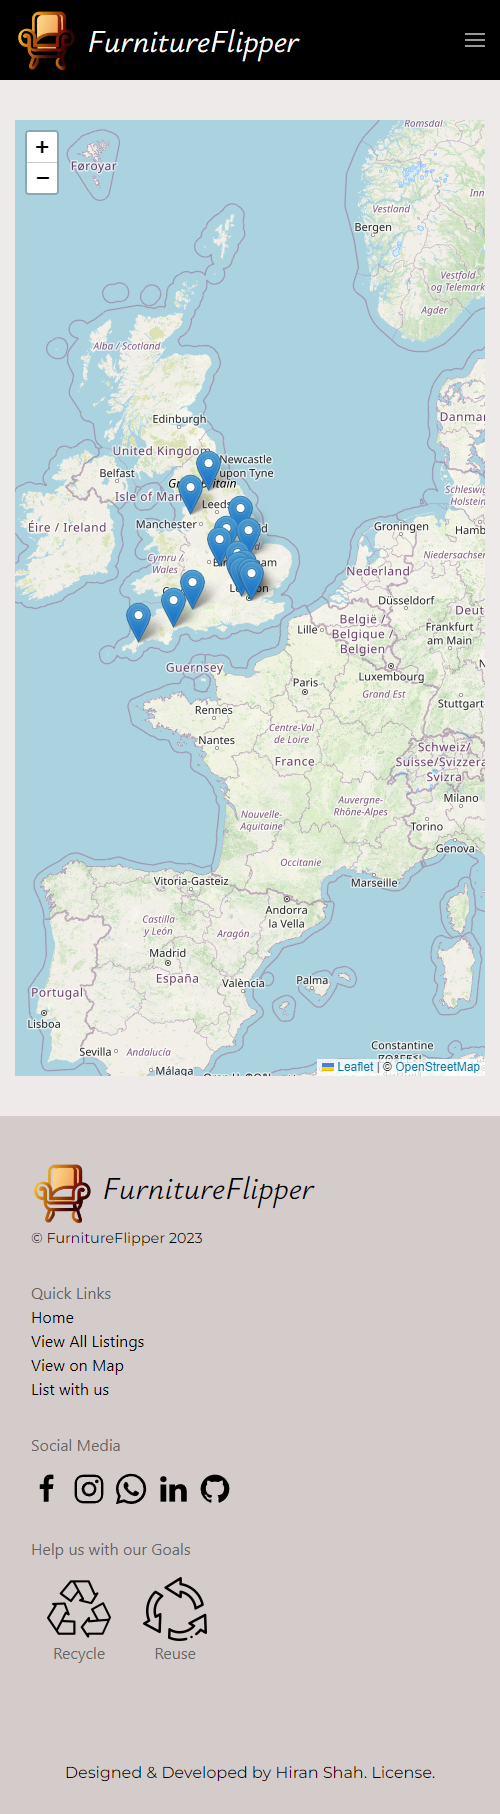 FurnitureFlipper
+
−
Føroyar
Romsdal
Vestland
Bergen
Vestfold
og Telemark
Agder
Alba / Scotland
Edinburgh
Danmar
United Kingdom
Newcastle
upon Tyne
Belfast
Isle of Man
Leeds
Schleswig
Holstein
Éire / Ireland
Manchester
Groningen
Hamb
Cymru /
Wales
Niedersachsen
Nederland
Düsseldorf
Deut
België /
Belgique /
Belgien
Lille
Frankfurt
am Main
Guernsey
Luxembourg
Paris
Grand Est
Rennes
Stuttgart
Nantes
Centre-Val
de Loire
France
Schweiz/
Suisse/Svizzera
Svizra
Milano
Auvergne-
Rhône-Alpes
Nouvelle-
Aquitaine
Torino
Genova
Occitanie
Marseille
Vitoria-Gasteiz
Andorra
la Vella
Castilla
y León
Aragón
Madrid
España
València
Palma
Portugal
Lisboa
Sevilla
Andalucía
Málaga
Constantine
Leaflet | © OpenStreetMap
FurnitureFlipper
© FurnitureFlipper 2023
Quick Links
Home
View All Listings
View on Map
List with us
Social Media
Help us with our Goals
Recycle
Reuse
Designed & Developed by Hiran Shah. License.